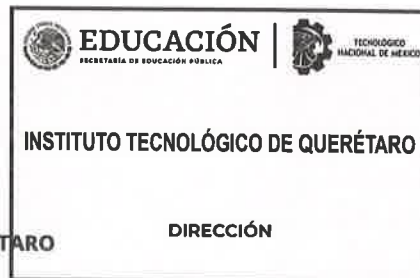 EDUCACIÓN
SECRETARÍA DE EDUCACIÓN PÚBLICA
TECNOLÓGICO
NACIONAL DE MÉXICO
INSTITUTO TECNOLÓGICO DE QUERÉTARO
DIRECCIÓN
TARO